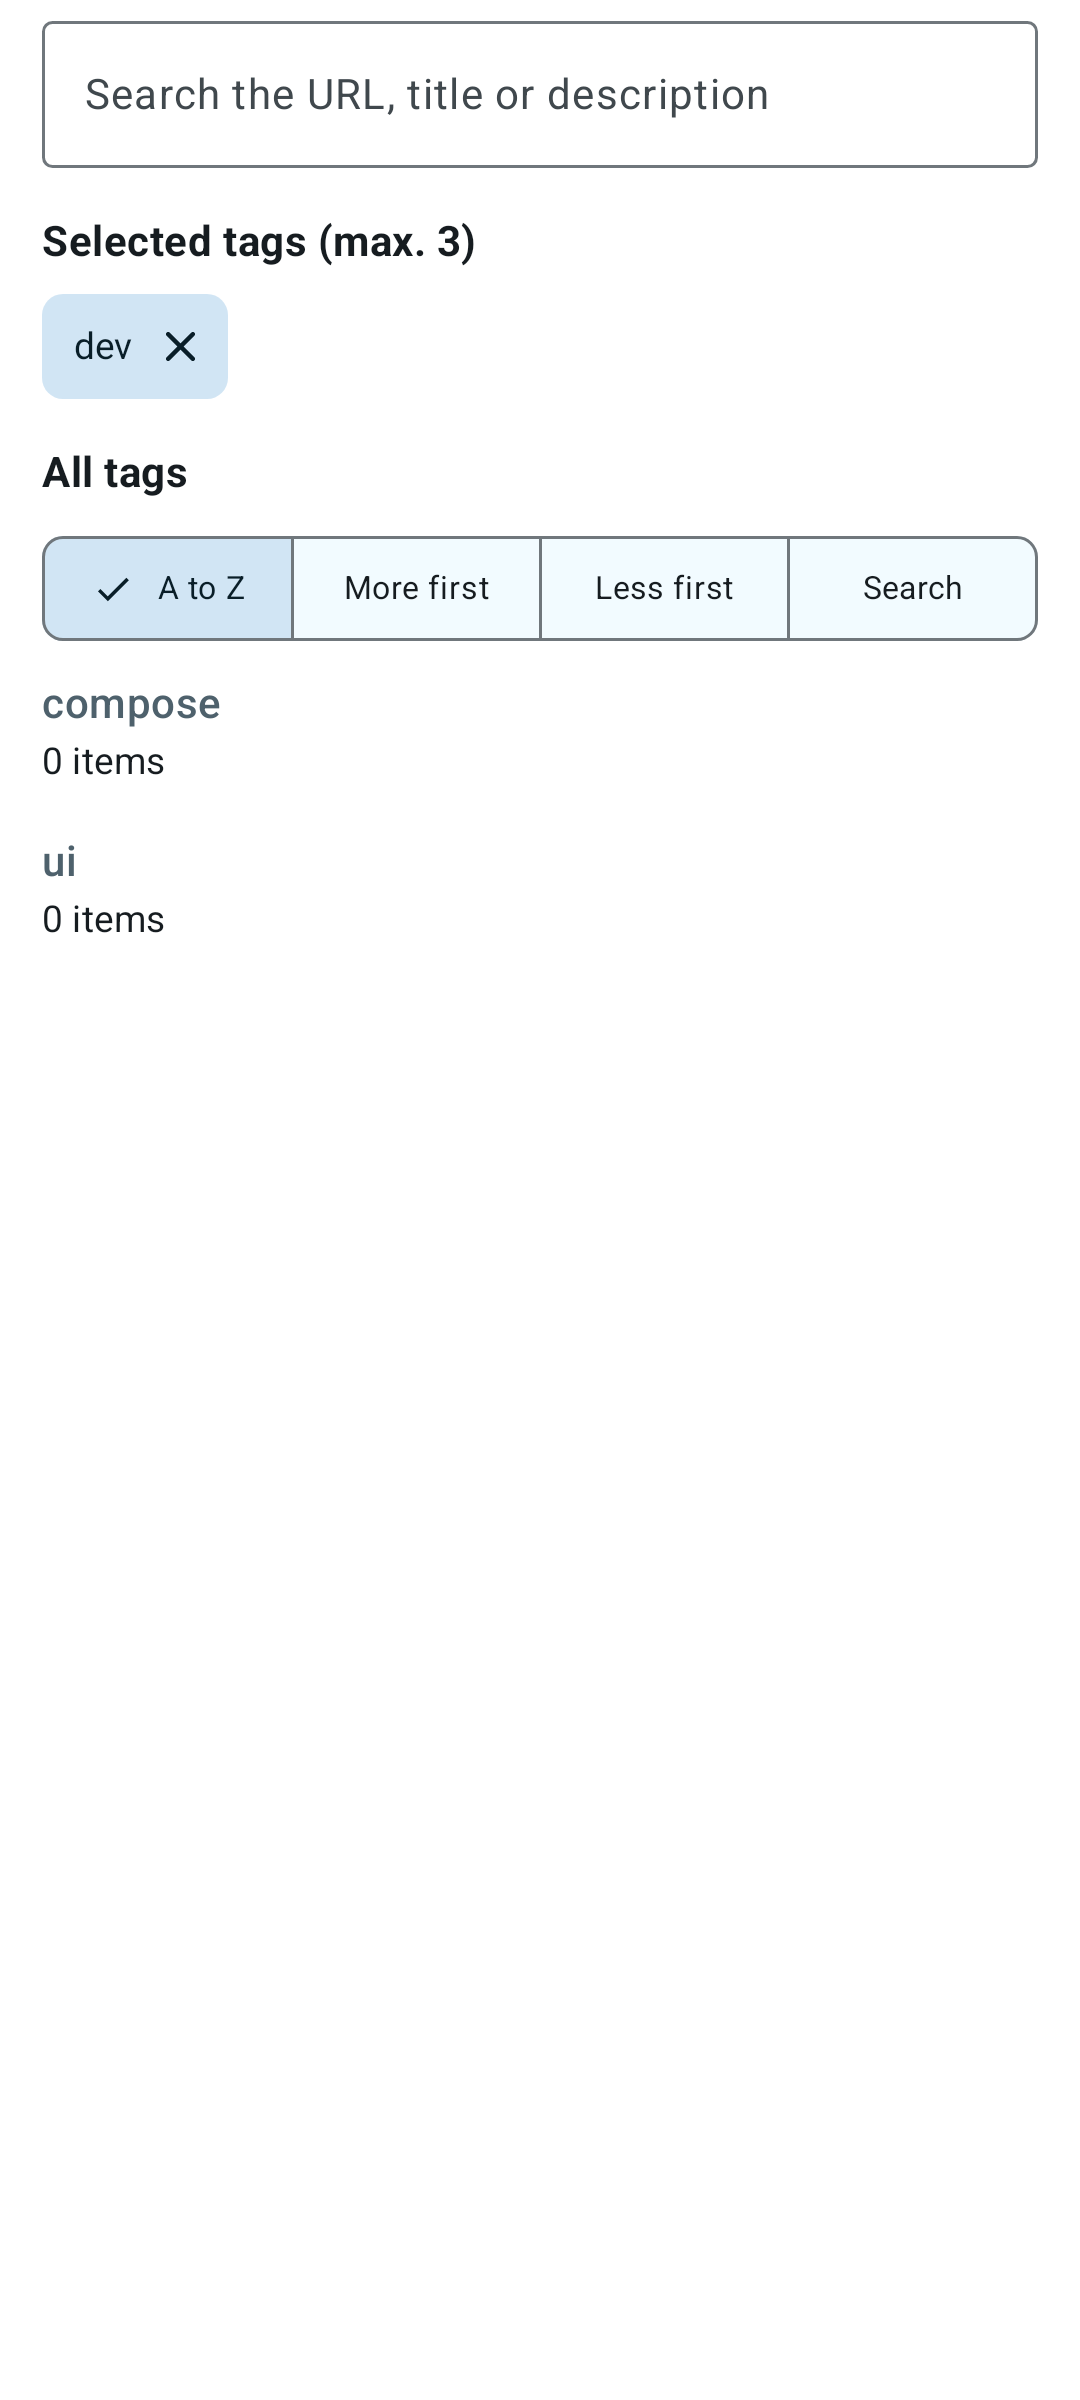 Search the URL, title or description
Selected tags (max. 3)
dev
All tags
A to Z
More first
Less first
Search
compose
0 items
ui
0 items